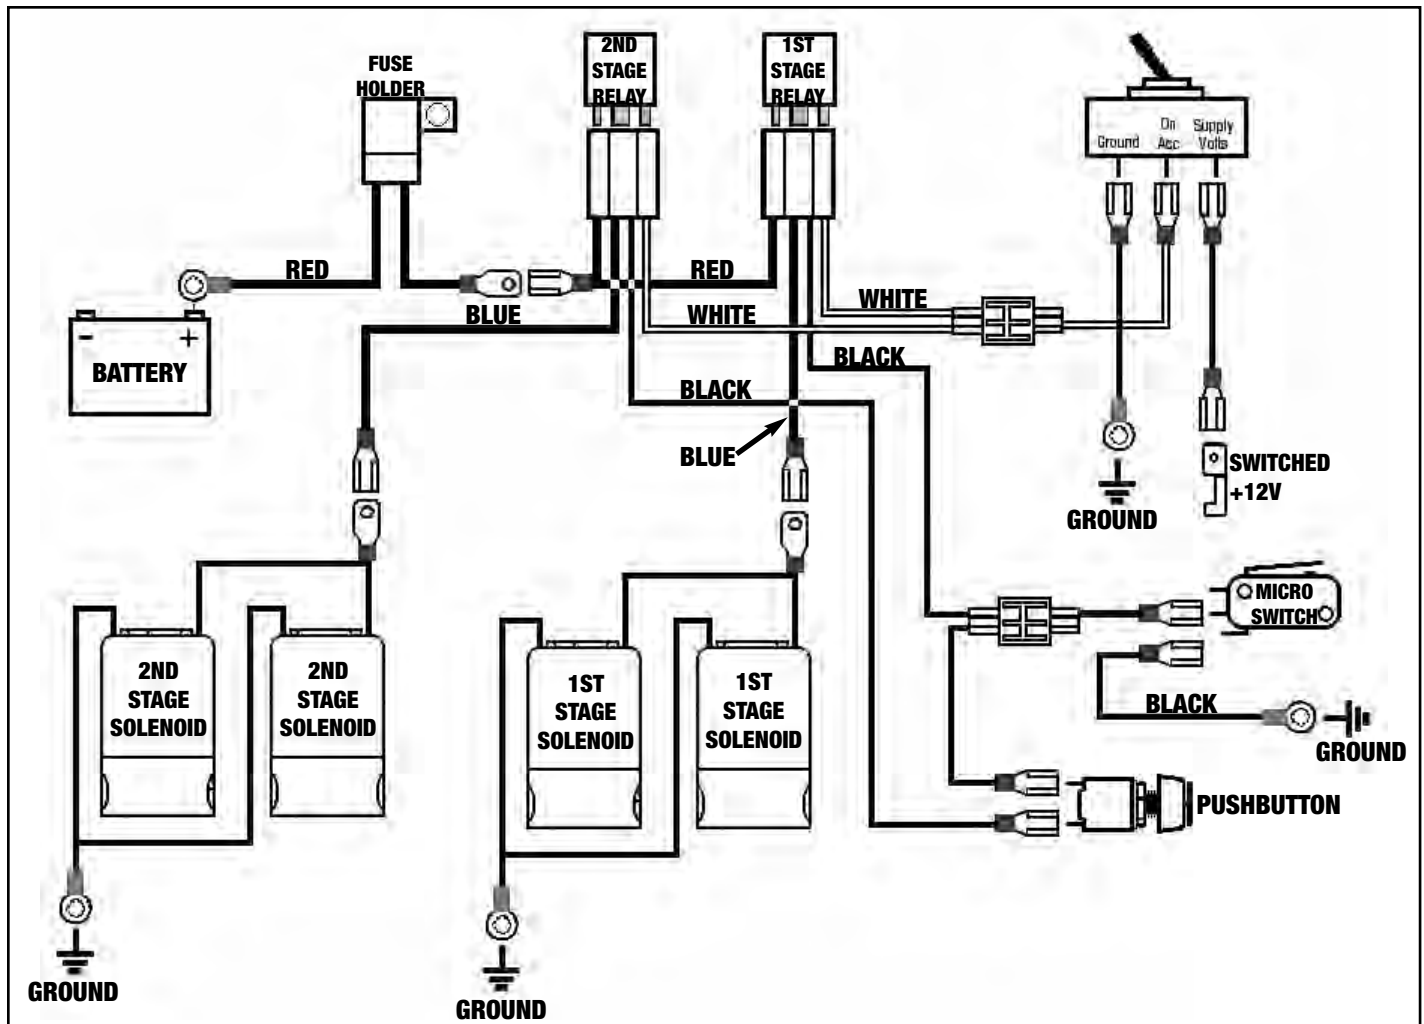 FUSE
HOLDER
2ND
STAGE
RELAY
1ST
STAGE
RELAY
Ground
On
Acc
Supply
Volts
RED
RED
BLUE
WHITE
WHITE
- +
BATTERY
BLACK
BLACK
BLUE
SWITCHED
+12V
GROUND
MICRO
SWITCH
2ND
STAGE
SOLENOID
2ND
STAGE
SOLENOID
1ST
STAGE
SOLENOID
1ST
STAGE
SOLENOID
BLACK
GROUND
PUSHBUTTON
GROUND
GROUND